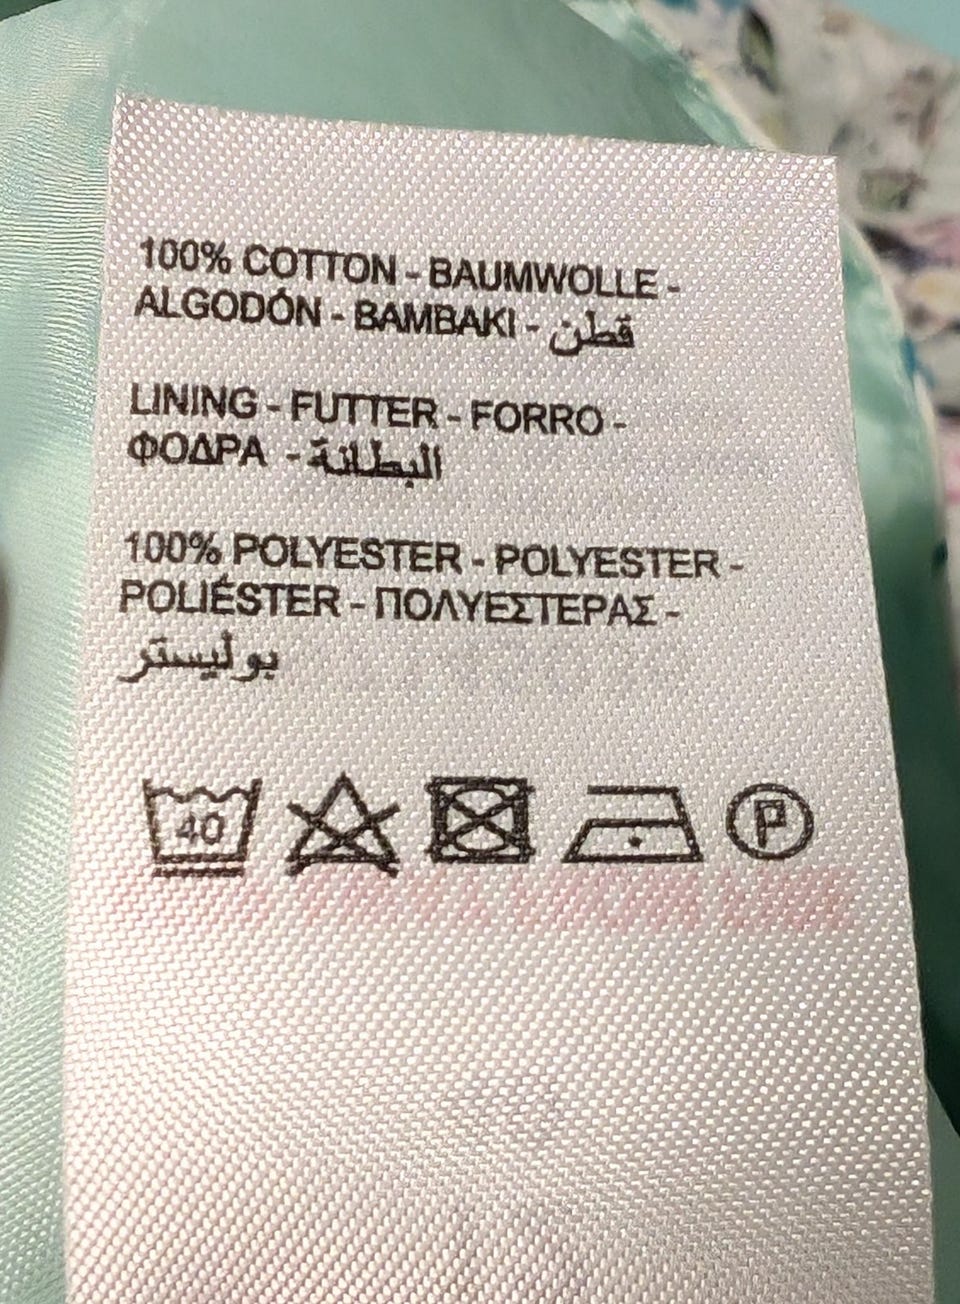 100% COTTON - BAUMWOLLE -
ALGODÓN - BAMBAKI - قطن
LINING - FUTTER - FORRO -
ΦΟΔΡΑ - البطانة
100% POLYESTER - POLYESTER -
POLIÉSTER - ΠΟΛΥΕΣΤΕΡΑΣ -
بوليستر
40 P